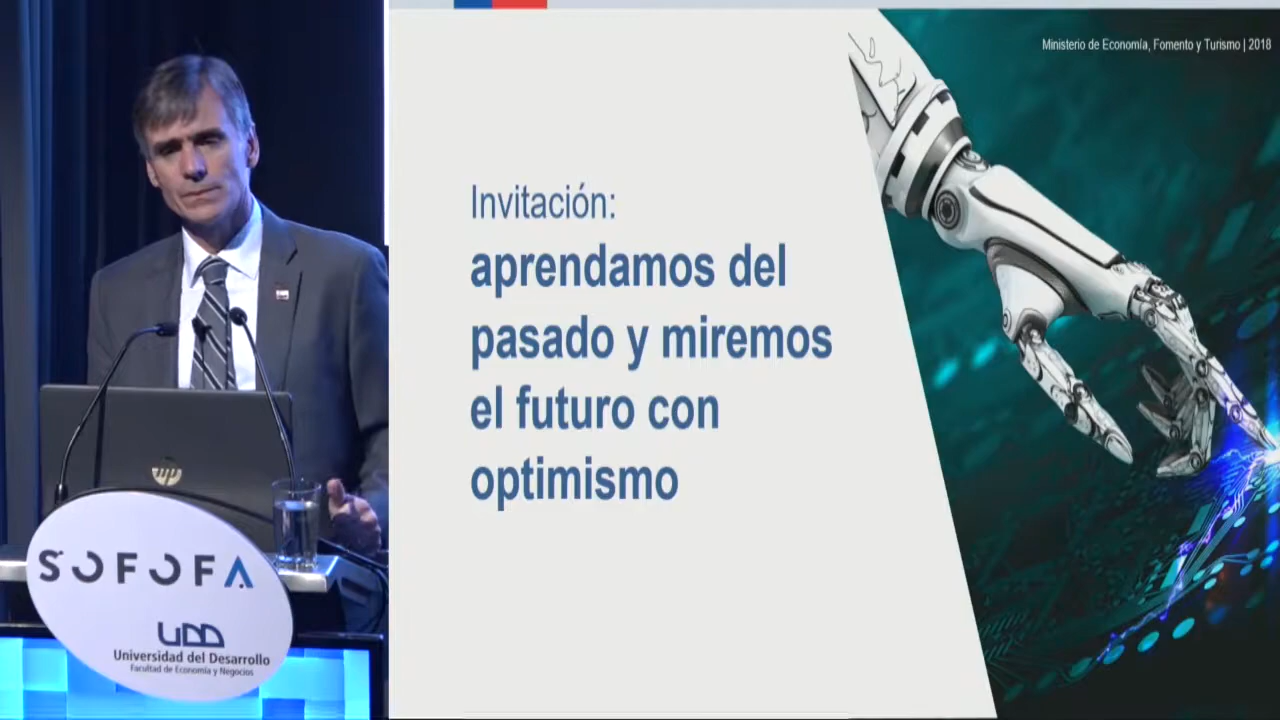 Ministerio de Economía, Fomento y Turismo | 2018
Invitación:
aprendamos del
pasado y miremos
el futuro con
optimismo
SOFOFA
UDD
Universidad del Desarrollo
Facultad de Economía y Negocios